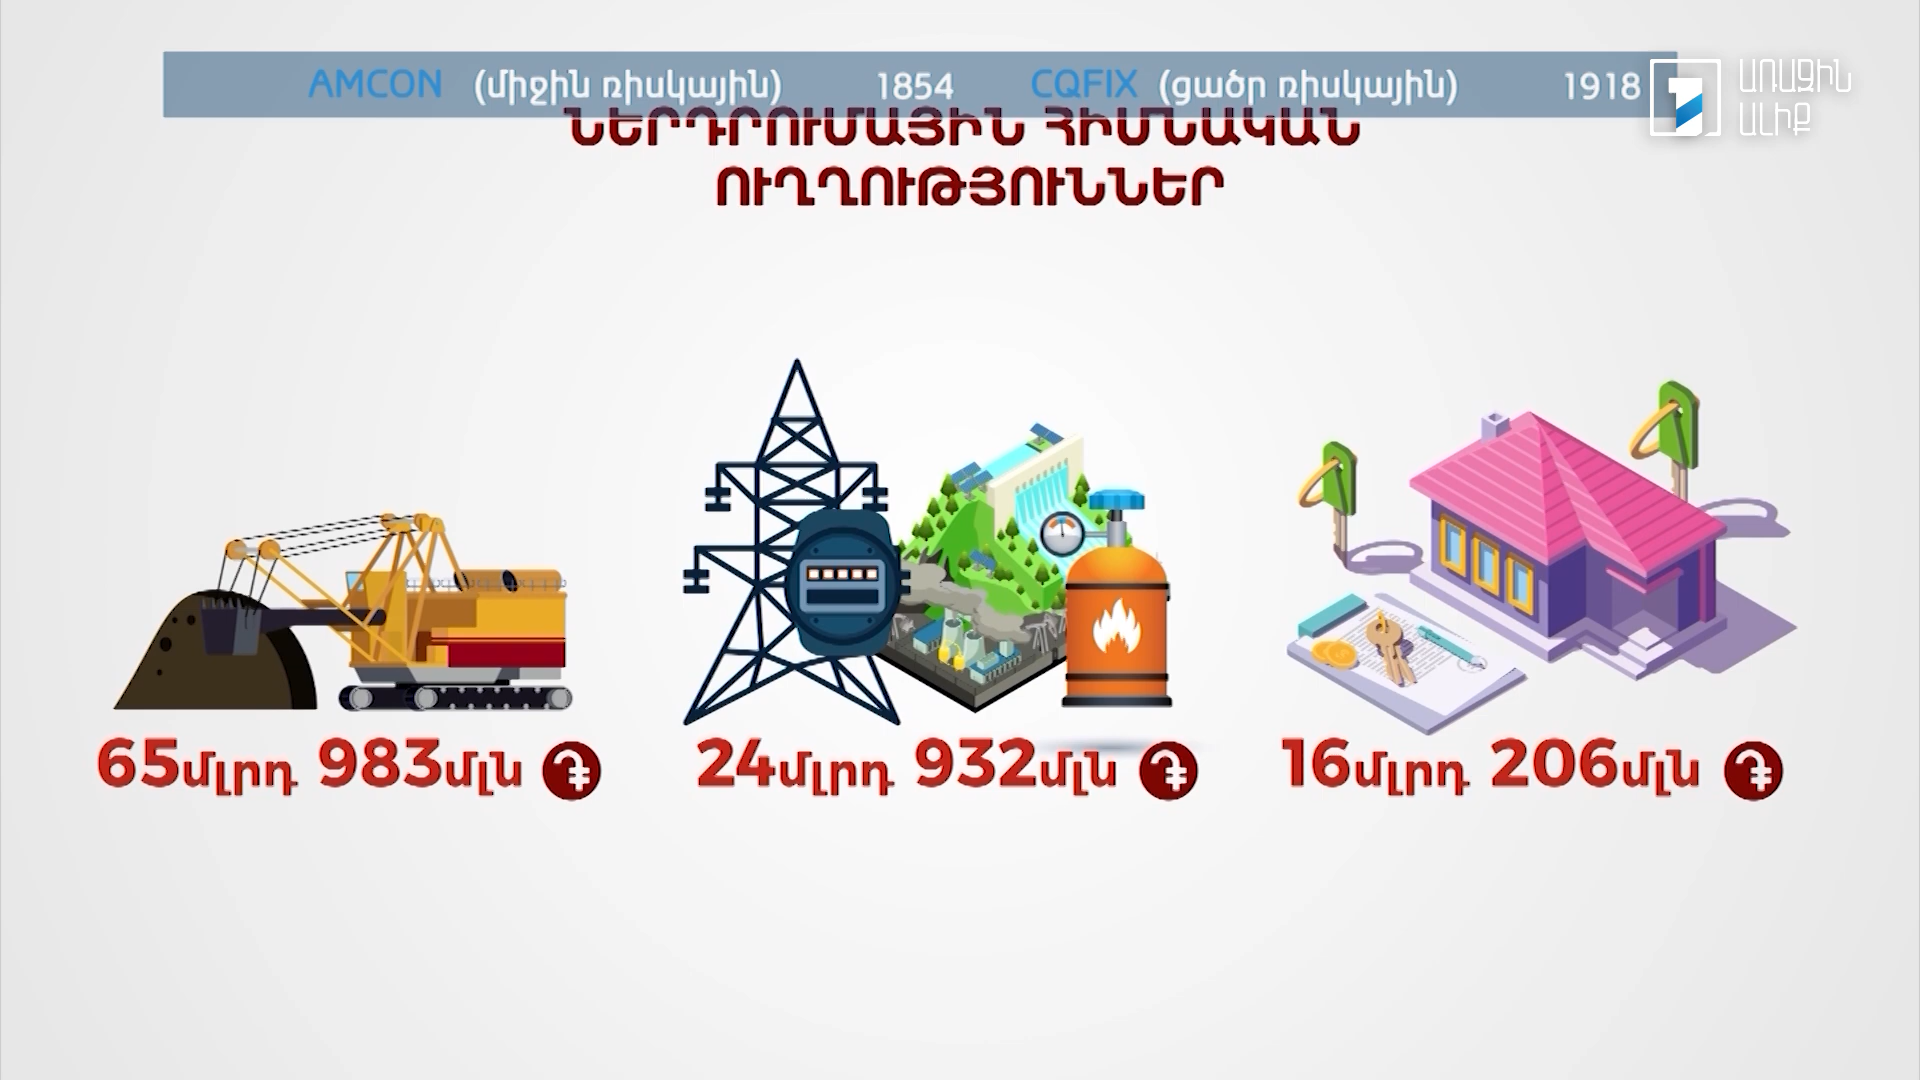 AMCON (միջին ռիսկային) 1854 CQFIX (ցածր ռիսկային) 1918
ԱՌԱՋԻՆ
ԱԼԻՔ
ՆԵՐԴՐՈՒՄԱՅԻՆ ՀԻՄՆԱԿԱՆ
ՈՒՂՂՈՒԹՅՈՒՆՆԵՐ
65մլրդ 983մլն ֏
24մլրդ 932մլն ֏
16մլրդ 206մլն ֏